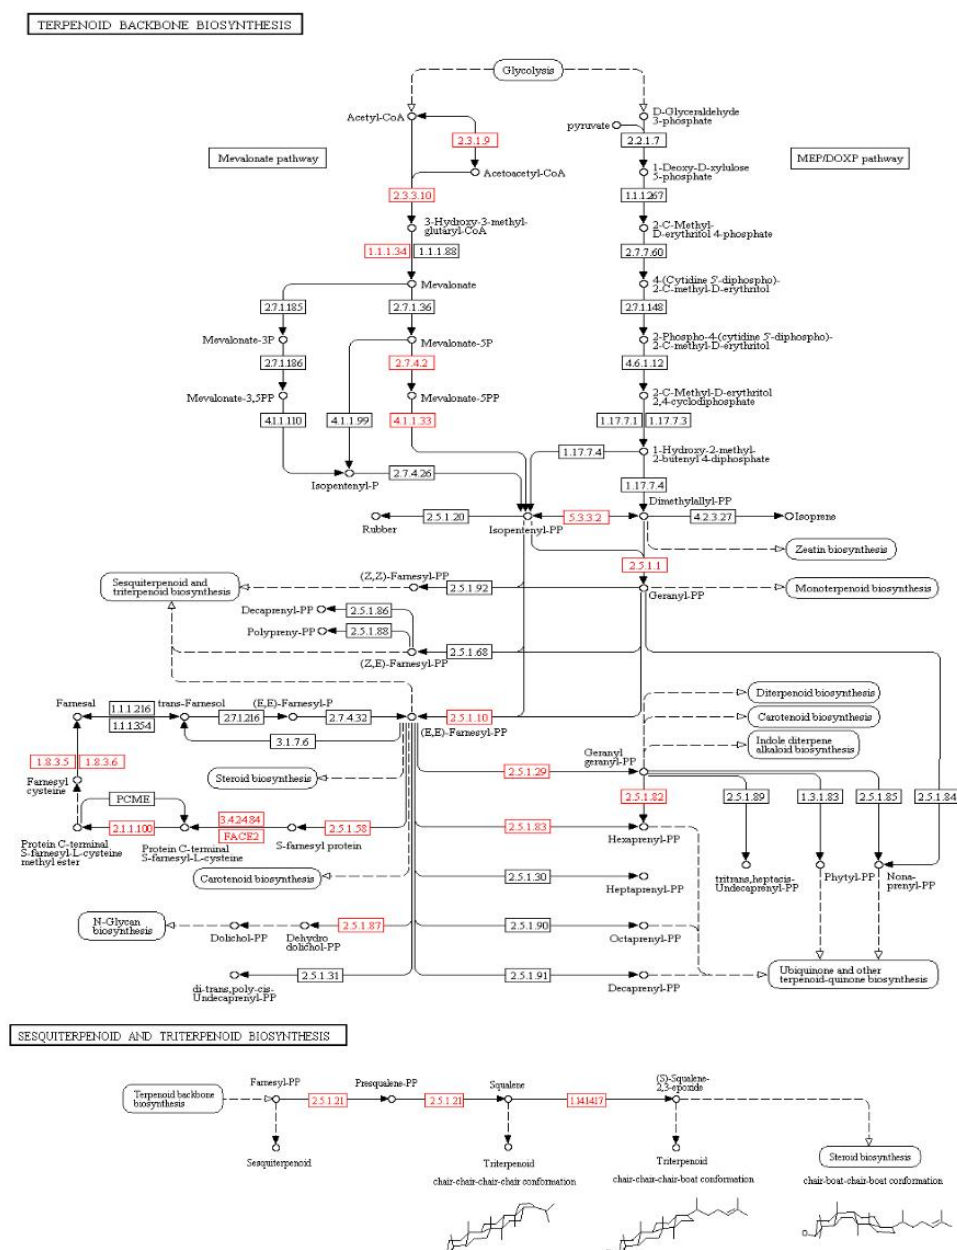 TERPENOID BACKBONE BIOSYNTHESIS
Glycolysis
Acetyl-CoA
D-Glyceraldehyde
3-phosphate
pyruvate
2.3.1.9
2.2.1.7
Mevalonate pathway
MEP/DOXP pathway
Acetoacetyl-CoA
1-Deoxy-D-xylulose
5-phosphate
2.3.3.10
1.1.1.267
3-Hydroxy-3-methyl-
glutaryl-CoA
2-C-Methyl-
D-erythritol 4-phosphate
1.1.1.34
1.1.1.88
2.7.7.60
Mevalonate
4-(Cytidine 5'-diphospho)-
2-C-methyl-D-erythritol
2.7.1.185
2.7.1.36
2.7.1.148
Mevalonate-3P
Mevalonate-5P
2-Phospho-4-(cytidine 5'-diphospho)-
2-C-methyl-D-erythritol
2.7.1.186
2.7.4.2
4.6.1.12
Mevalonate-3,5PP
Mevalonate-5PP
2-C-Methyl-D-erythritol
2,4-cyclodiphosphate
4.1.1.110
4.1.1.99
4.1.1.33
1.17.7.1
1.17.7.3
1.17.7.4
1-Hydroxy-2-methyl-
2-butenyl 4-diphosphate
2.7.4.26
Isopentenyl-P
1.17.7.4
Dimethylallyl-PP
Rubber
2.5.1.20
Isopentenyl-PP
5.3.3.2
4.2.3.27
Isoprene
Zeatin biosynthesis
2.5.1.1
Sesquiterpenoid and
triterpenoid biosynthesis
(Z,Z)-Farnesyl-PP
2.5.1.92
Geranyl-PP
Monoterpenoid biosynthesis
Decaprenyl-PP
2.5.1.86
Polypreny-PP
2.5.1.88
(Z,E)-Farnesyl-PP
2.5.1.68
Farnesal
1.1.1.216
1.1.1.354
trans-Farnesol
2.7.1.216
(E,E)-Farnesyl-P
2.7.4.32
2.5.1.10
(E,E)-Farnesyl-PP
3.1.7.6
Diterpenoid biosynthesis
Carotenoid biosynthesis
Indole diterpene
alkaloid biosynthesis
1.8.3.5
1.8.3.6
Steroid biosynthesis
Geranyl
geranyl-PP
2.5.1.29
Farnesyl
cysteine
PCME
2.5.1.82
2.5.1.89
1.3.1.83
2.5.1.85
2.5.1.84
2.1.1.100
3.4.24.84
FACE2
2.5.1.58
2.5.1.83
Hexaprenyl-PP
Protein C-terminal
S-farnesyl-L-cysteine
methyl ester
Protein C-terminal
S-farnesyl-L-cysteine
S-farnesyl protein
Carotenoid biosynthesis
2.5.1.30
Heptaprenyl-PP
tritrans,heptacis-
Undecaprenyl-PP
Phytyl-PP
Nona-
prenyl-PP
N-Glycan
biosynthesis
Dolichol-PP
Dehydro
dolichol-PP
2.5.1.87
2.5.1.90
Octaprenyl-PP
2.5.1.31
di-trans,poly-cis-
Undecaprenyl-PP
2.5.1.91
Decaprenyl-PP
Ubiquinone and other
terpenoid-quinone biosynthesis
SESQUITERPENOID AND TRITERPENOID BIOSYNTHESIS
Terpenoid backbone
biosynthesis
Farnesyl-PP
2.5.1.21
Presqualene-PP
2.5.1.21
Squalene
1.14.14.17
(S)-Squalene-
2,3-epoxide
Sesquiterpenoid
Triterpenoid
chair-chair-chair-chair conformation
Triterpenoid
chair-chair-chair-boat conformation
Steroid biosynthesis
chair-boat-chair-boat conformation
O